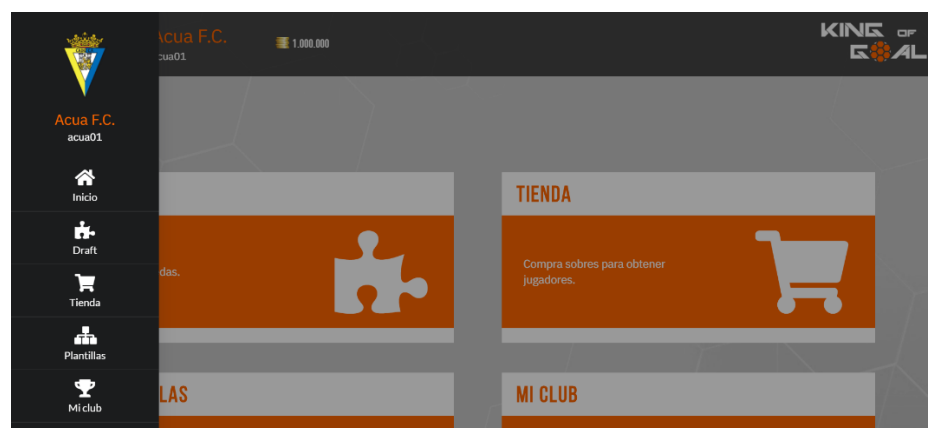 Acua F.C.
acua01
Inicio
Draft
Tienda
Plantillas
Mi club
Acua F.C.
cua01
1.000.000
KING OF
GOAL
das.
TIENDA
Compra sobres para obtener
jugadores.
LAS
MI CLUB